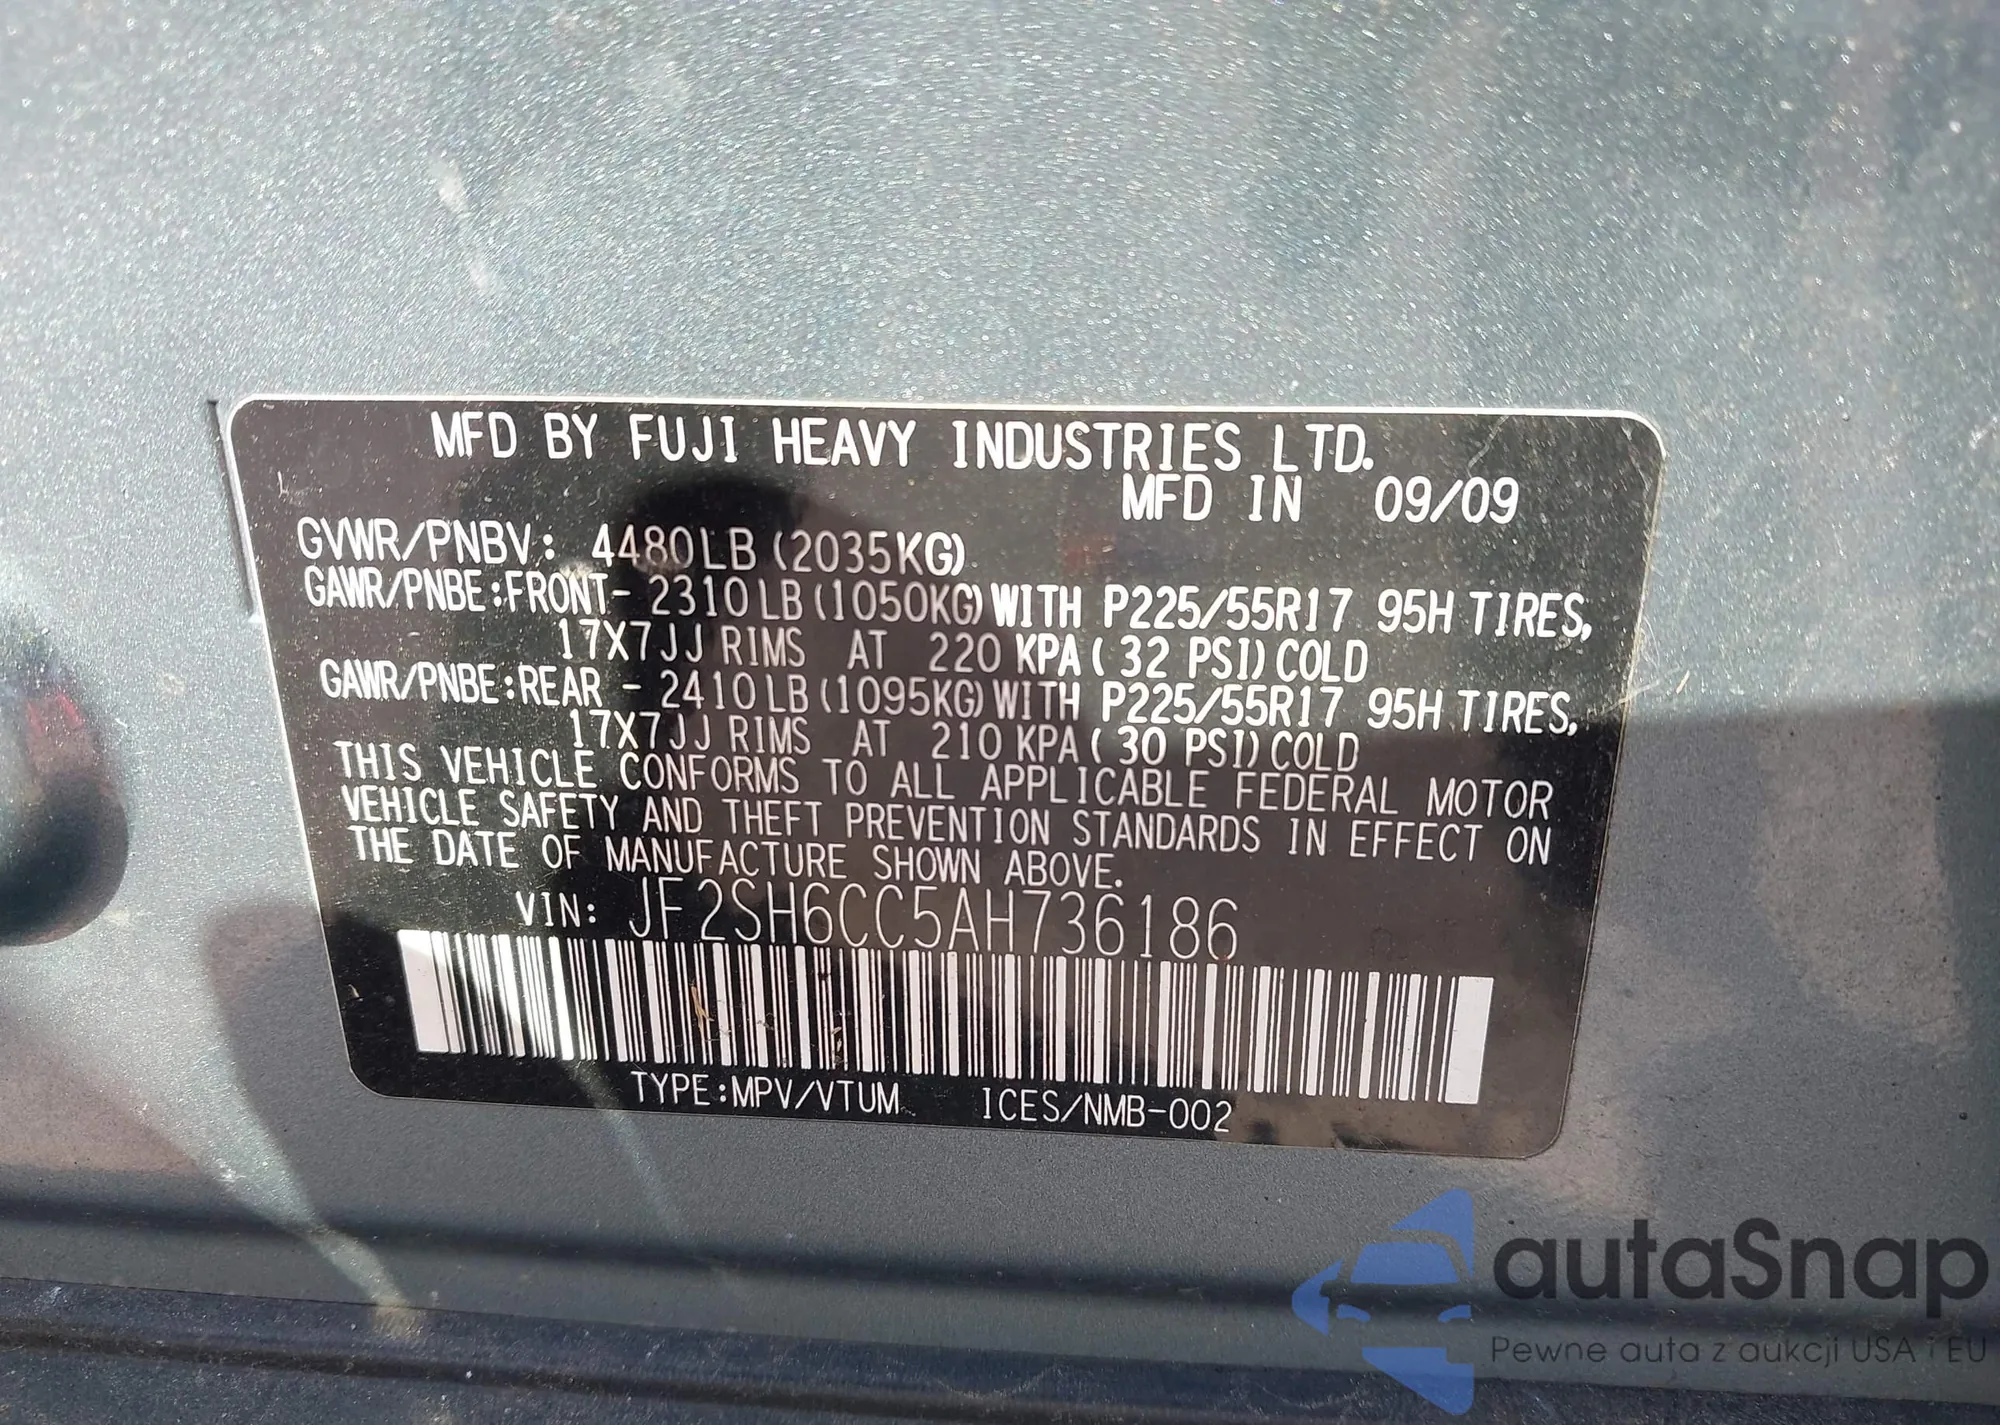 MFD BY FUJI HEAVY INDUSTRIES LTD.
MFD IN 09/09
GVWR/PNBV: 4480LB (2035KG)
GAWR/PNBE:FRONT- 2310LB(1050KG)WITH P225/55R17 95H TIRES,
17X7JJ RIMS AT 220 KPA( 32 PSI)COLD
GAWR/PNBE:REAR - 2410LB(1095KG)WITH P225/55R17 95H TIRES,
17X7JJ RIMS AT 210 KPA( 30 PSI)COLD
THIS VEHICLE CONFORMS TO ALL APPLICABLE FEDERAL MOTOR
VEHICLE SAFETY AND THEFT PREVENTION STANDARDS IN EFFECT ON
THE DATE OF MANUFACTURE SHOWN ABOVE.
VIN: JF2SH6CC5AH736186
TYPE:MPV/VTUM ICES/NMB-002
autaSnap
Pewne auta z aukcji USA i EU